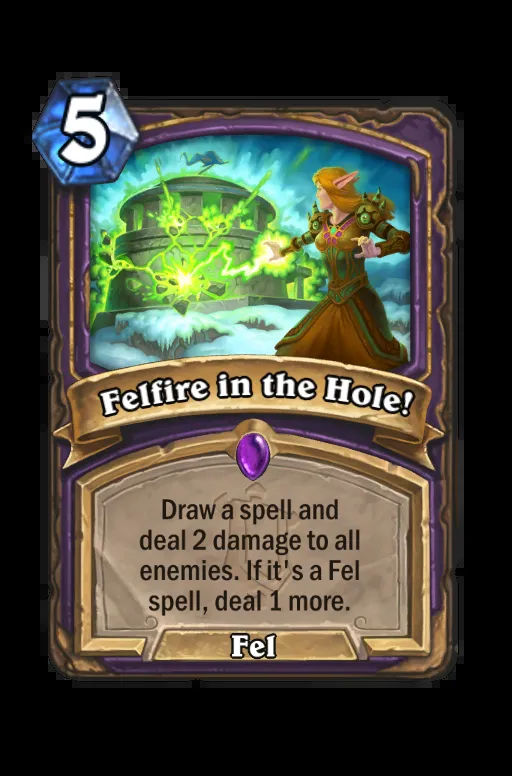 5
Felfire in the Hole!
Draw a spell and
deal 2 damage to all
enemies. If it's a Fel
spell, deal 1 more.
Fel